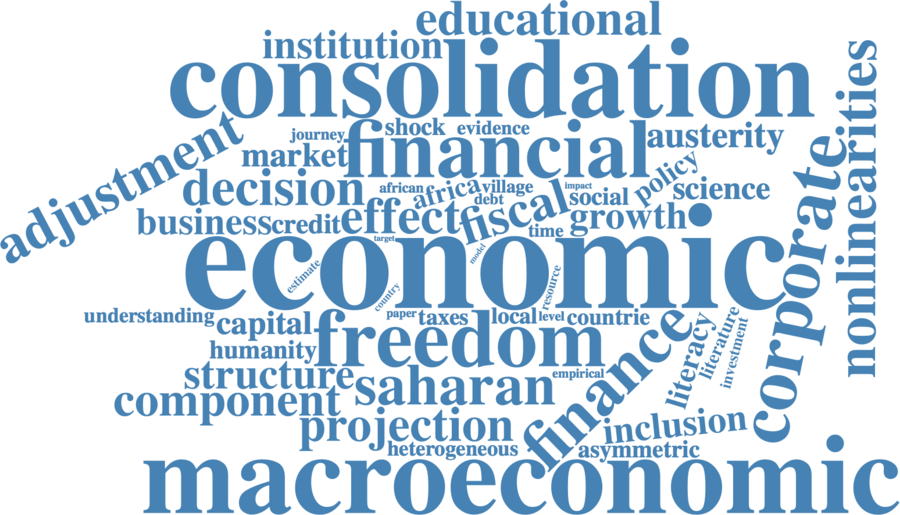 educational
institution
consolidation
journey shock evidence
adjustment
market financial austerity
nonlinearities
decision african africa village impact social policy science
debt
business credit effect fiscal time growth
corporate
target
economic
estimate
country
model
resource
understanding capital paper taxes local level countrie
humanity freedom finance literacy literature investment
structure saharan empirical
component
projection inclusion
heterogeneous asymmetric
macroeconomic